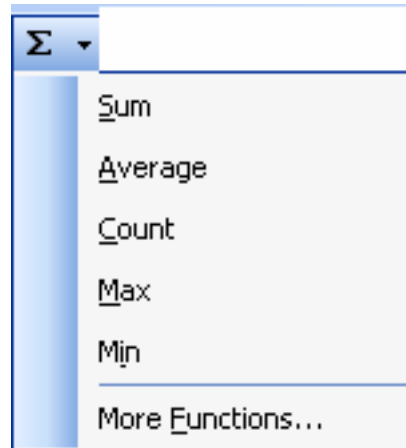 Σ
Sum
Average
Count
Max
Min
More Functions...